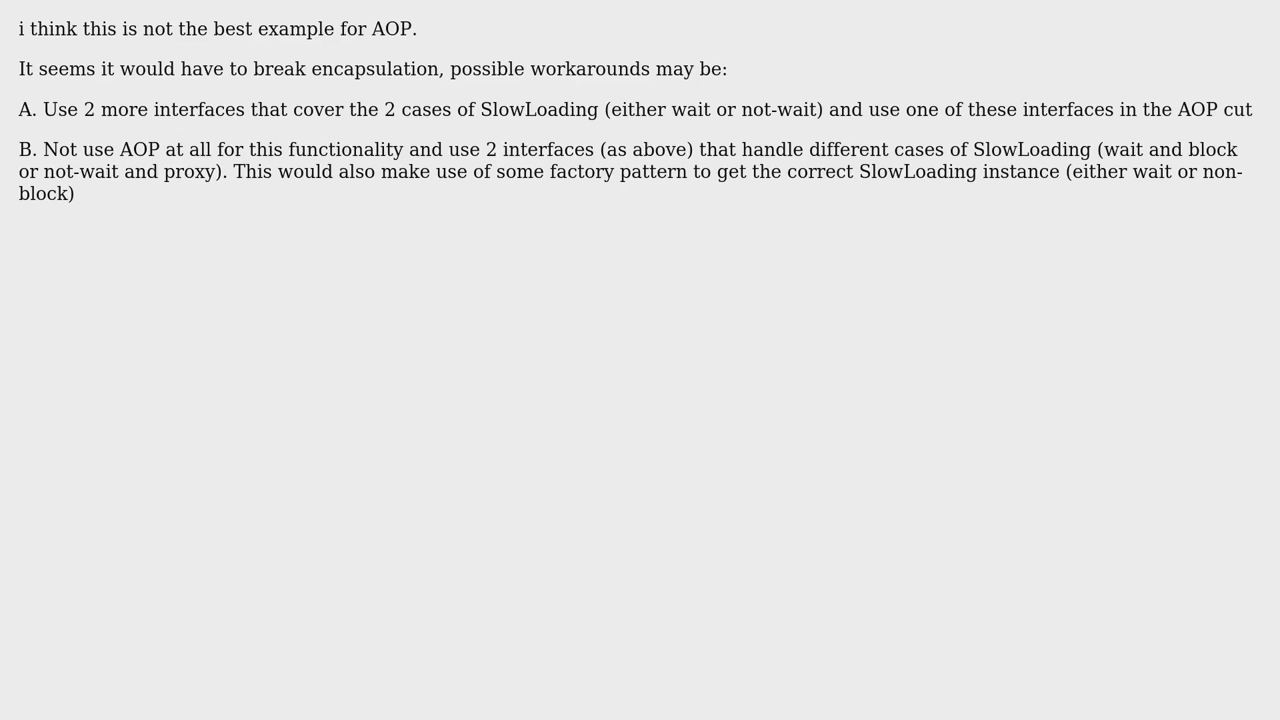 i think this is not the best example for AOP.
It seems it would have to break encapsulation, possible workarounds may be:
A. Use 2 more interfaces that cover the 2 cases of SlowLoading (either wait or not-wait) and use one of these interfaces in the AOP cut
B. Not use AOP at all for this functionality and use 2 interfaces (as above) that handle different cases of SlowLoading (wait and block
or not-wait and proxy). This would also make use of some factory pattern to get the correct SlowLoading instance (either wait or non-
block)